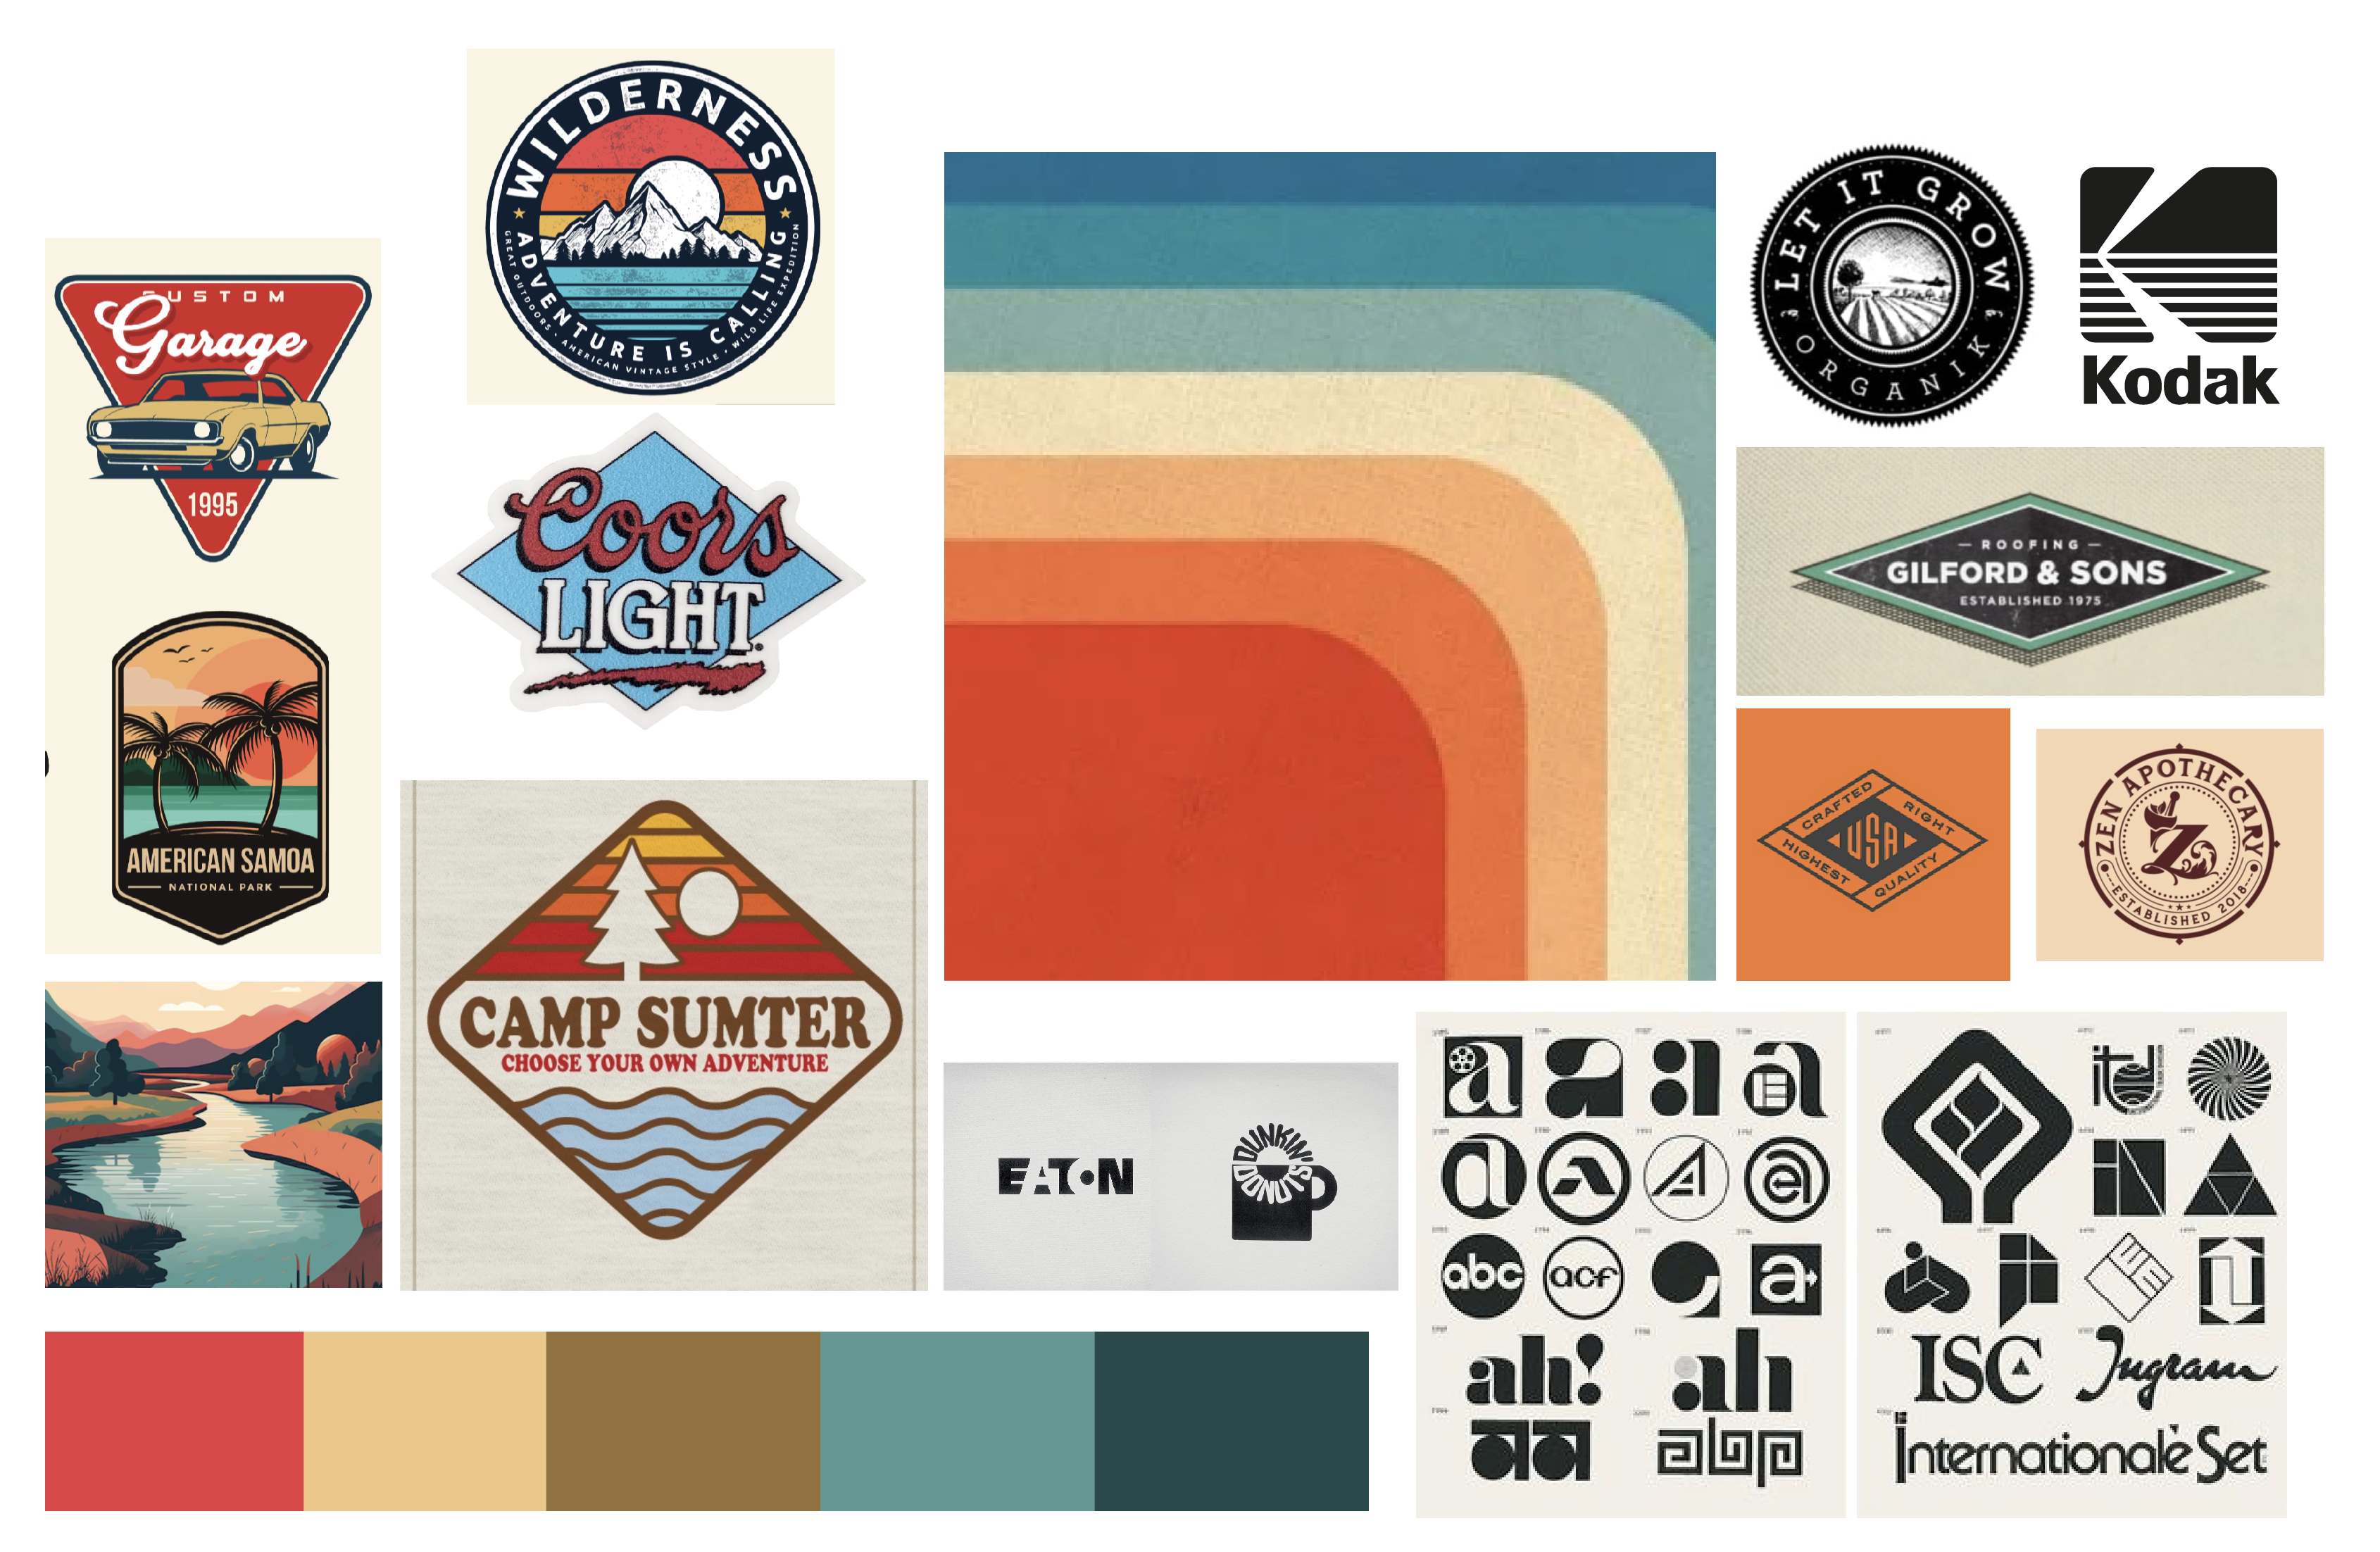 WILDERNESS
ADVENTURE IS CALLING
GREAT OUTDOORS · AMERICAN VINTAGE STYLE · WILD LIFE EXPEDITION
CUSTOM
Garage
1995
Coors
LIGHT
AMERICAN SAMOA
NATIONAL PARK
CAMP SUMTER
CHOOSE YOUR OWN ADVENTURE
LET IT GROW
ORGANIK
Kodak
ROOFING
GILFORD & SONS
ESTABLISHED 1975
CRAFTED
RIGHT
USA
HIGHEST
QUALITY
ZEN APOTHECARY
Z
ESTABLISHED 2018
EATON
DUNKIN'
DONUTS
a
a
a
a
a
A
A
a
abc
acf
a
a
ah!
ah
aa
itd
ISC
Ingram
Internationale Set